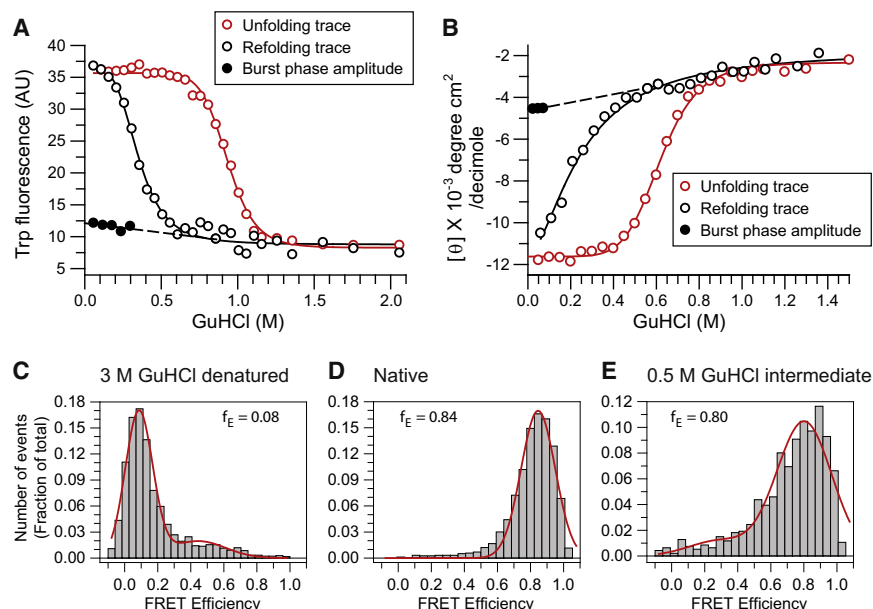 A
Unfolding trace
Refolding trace
Burst phase amplitude
Trp fluorescence (AU)
40
35
30
25
20
15
10
5
0.0
0.5
1.0
1.5
2.0
GuHCl (M)
B
[θ] X 10⁻³ degree cm²
/decimole
-2
-4
-6
-8
-10
-12
Unfolding trace
Refolding trace
Burst phase amplitude
0.0
0.2
0.4
0.6
0.8
1.0
1.2
1.4
GuHCl (M)
C
3 M GuHCl denatured
Number of events
(Fraction of total)
0.18
0.15
0.12
0.09
0.06
0.03
0.00
fE = 0.08
0.0 0.2 0.4 0.6 0.8 1.0
FRET Efficiency
D
Native
0.18
0.15
0.12
0.09
0.06
0.03
0.00
fE = 0.84
0.0 0.2 0.4 0.6 0.8 1.0
FRET Efficiency
E
0.5 M GuHCl intermediate
0.12
0.10
0.08
0.06
0.04
0.02
0.00
fE = 0.80
0.0 0.2 0.4 0.6 0.8 1.0
FRET Efficiency